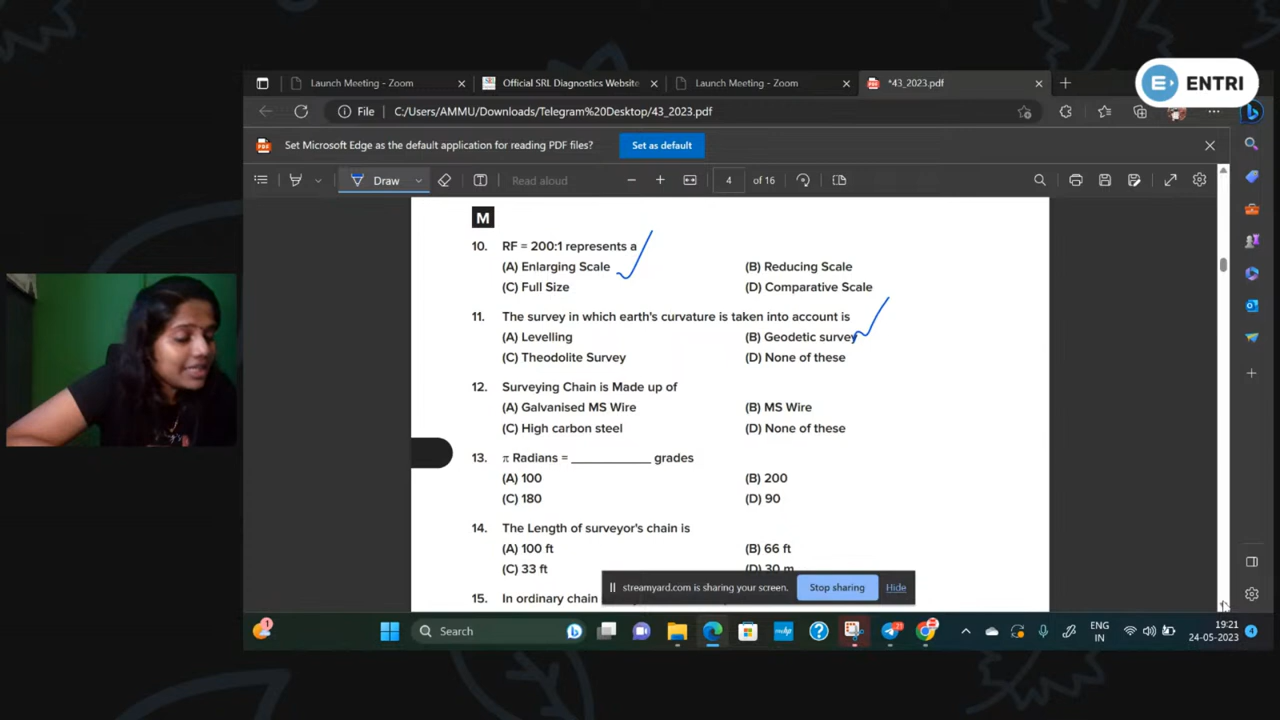 ENTRI
Launch Meeting - Zoom
Official SRL Diagnostics Website
Launch Meeting - Zoom
*43_2023.pdf
File
C:/Users/AMMU/Downloads/Telegram%20Desktop/43_2023.pdf
Set Microsoft Edge as the default application for reading PDF files?
Set as default
Draw
Read aloud
4
of 16
M
10. RF = 200:1 represents a
(A) Enlarging Scale (B) Reducing Scale
(C) Full Size (D) Comparative Scale
11. The survey in which earth's curvature is taken into account is
(A) Levelling (B) Geodetic survey
(C) Theodolite Survey (D) None of these
12. Surveying Chain is Made up of
(A) Galvanised MS Wire (B) MS Wire
(C) High carbon steel (D) None of these
13. π Radians = ____________ grades
(A) 100 (B) 200
(C) 180 (D) 90
14. The Length of surveyor's chain is
(A) 100 ft (B) 66 ft
(C) 33 ft (D) 30 m
15. In ordinary chain
streamyard.com is sharing your screen.
Stop sharing
Hide
Search
ENG
IN
19:21
24-05-2023